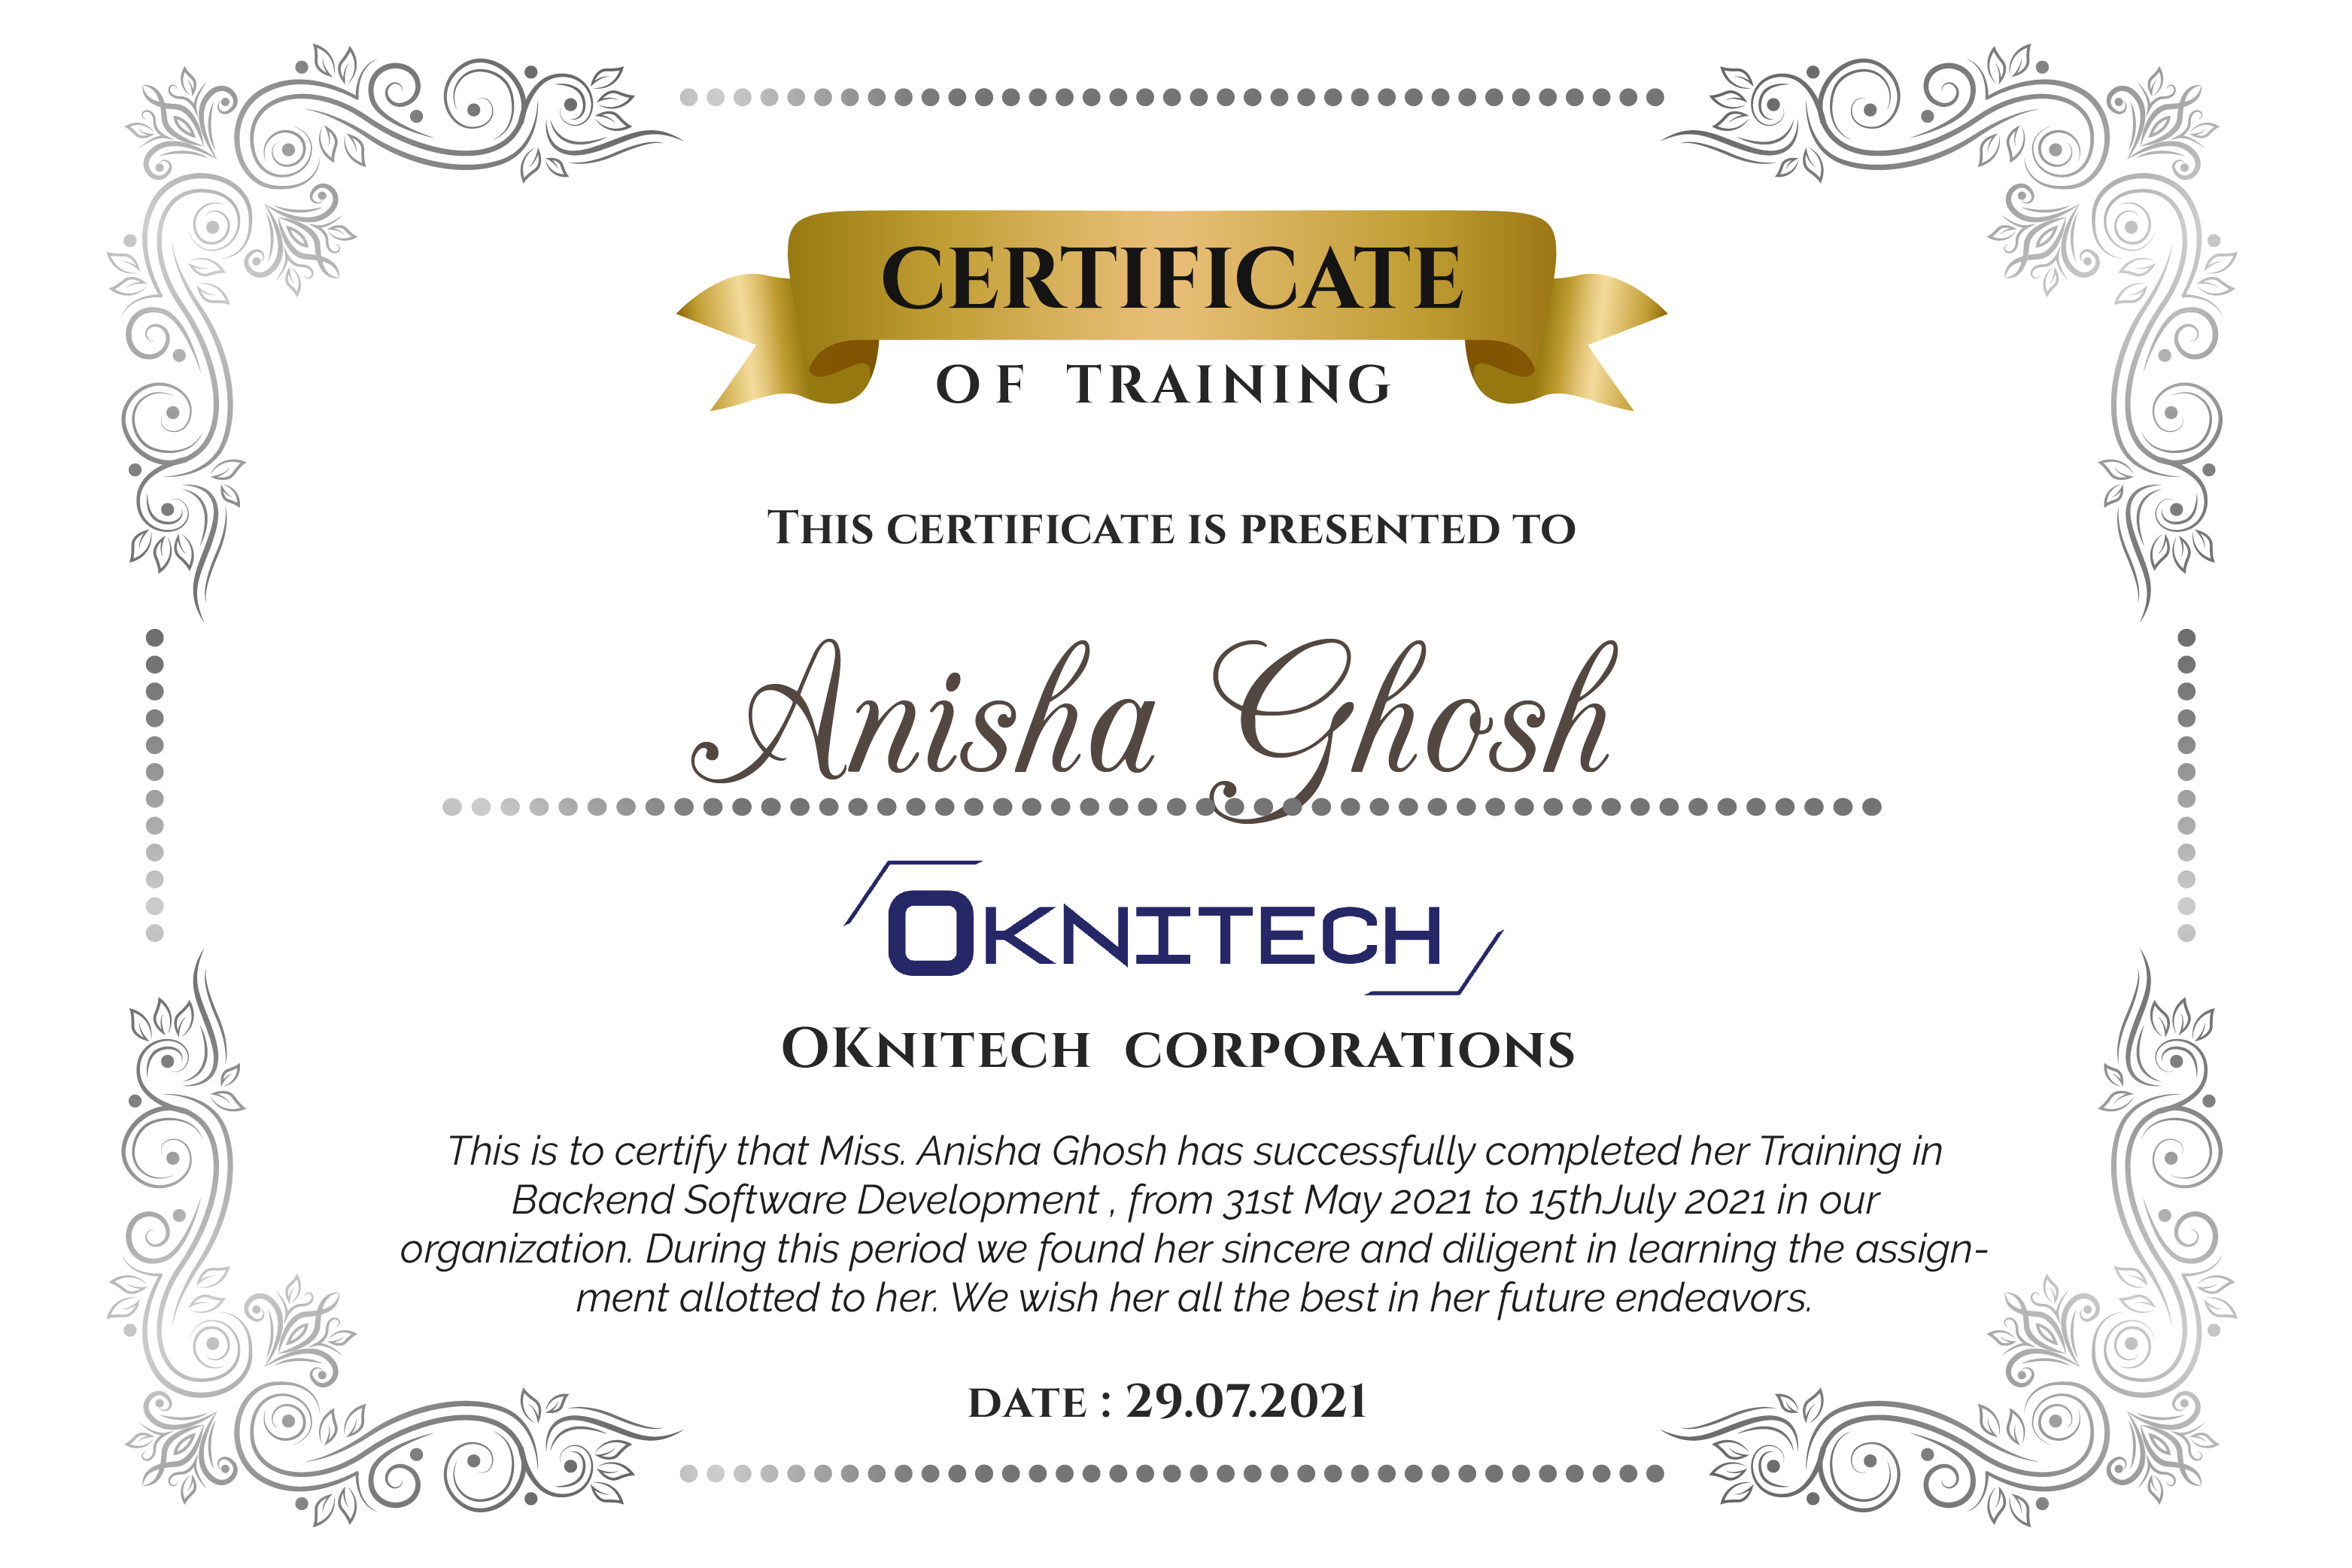 CERTIFICATE
OF TRAINING
THIS CERTIFICATE IS PRESENTED TO
Anisha Ghosh
OKNITECH
OKNITECH CORPORATIONS
This is to certify that Miss. Anisha Ghosh has successfully completed her Training in
Backend Software Development , from 31st May 2021 to 15thJuly 2021 in our
organization. During this period we found her sincere and diligent in learning the assign-
ment allotted to her. We wish her all the best in her future endeavors.
DATE : 29.07.2021